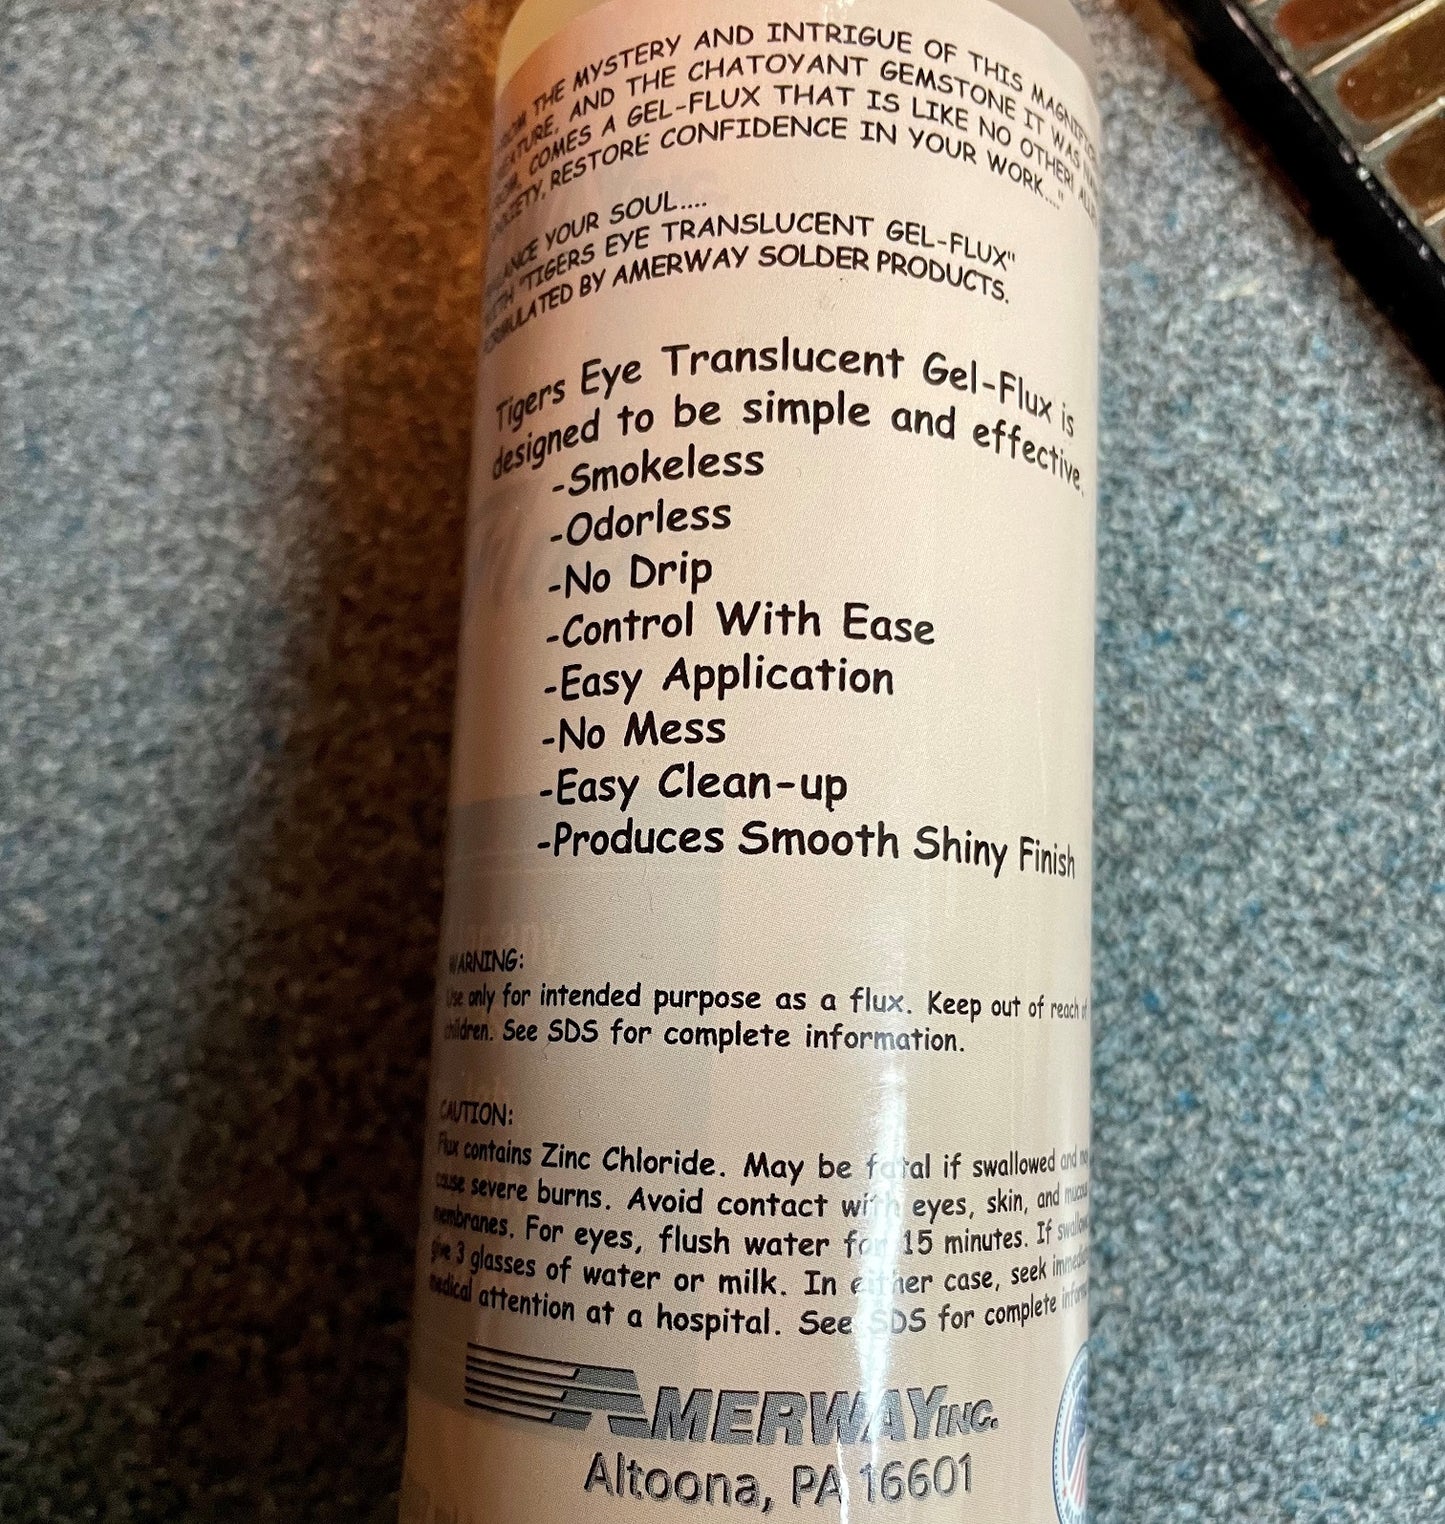 THE MYSTERY AND INTRIGUE OF THIS
AND THE CHATOYANT GEMSTONE IT WAS
COMES A GEL-FLUX THAT IS LIKE NO OTHER!
RESTORE CONFIDENCE IN YOUR WORK...."
YOUR SOUL....
"TIGERS EYE TRANSLUCENT GEL-FLUX"
BY AMERWAY SOLDER PRODUCTS.
Tigers Eye Translucent Gel-Flux is
designed to be simple and effective.
-Smokeless
-Odorless
-No Drip
-Control With Ease
-Easy Application
-No Mess
-Easy Clean-up
-Produces Smooth Shiny Finish
WARNING:
Use only for intended purpose as a flux. Keep out of reach of
children. See SDS for complete information.
CAUTION:
Flux contains Zinc Chloride. May be fatal if swallowed and
cause severe burns. Avoid contact with eyes, skin, and mucous
membranes. For eyes, flush water for 15 minutes. If
give 3 glasses of water or milk. In either case, seek
medical attention at a hospital. See SDS for complete
AMERWAY INC.
Altoona, PA 16601